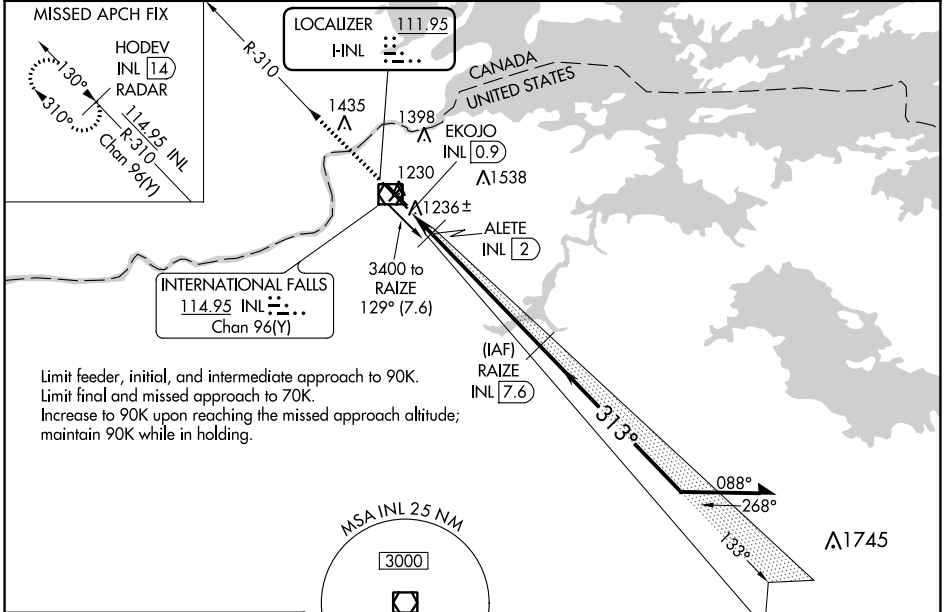 MISSED APCH FIX
HODEV
INL 14
RADAR
130°
310°
114.95 INL
R-310
Chan 96(Y)
R-310
LOCALIZER 111.95
I-INL
CANADA
UNITED STATES
1435
1398
EKOJO
INL 0.9
1538
1230
1236±
ALETE
INL 2
3400 to
RAIZE
129° (7.6)
INTERNATIONAL FALLS
114.95 INL
Chan 96(Y)
(IAF)
RAIZE
INL 7.6
Limit feeder, initial, and intermediate approach to 90K.
Limit final and missed approach to 70K.
Increase to 90K upon reaching the missed approach altitude;
maintain 90K while in holding.
313°
088°
268°
133°
1745
MSA INL 25 NM
3000